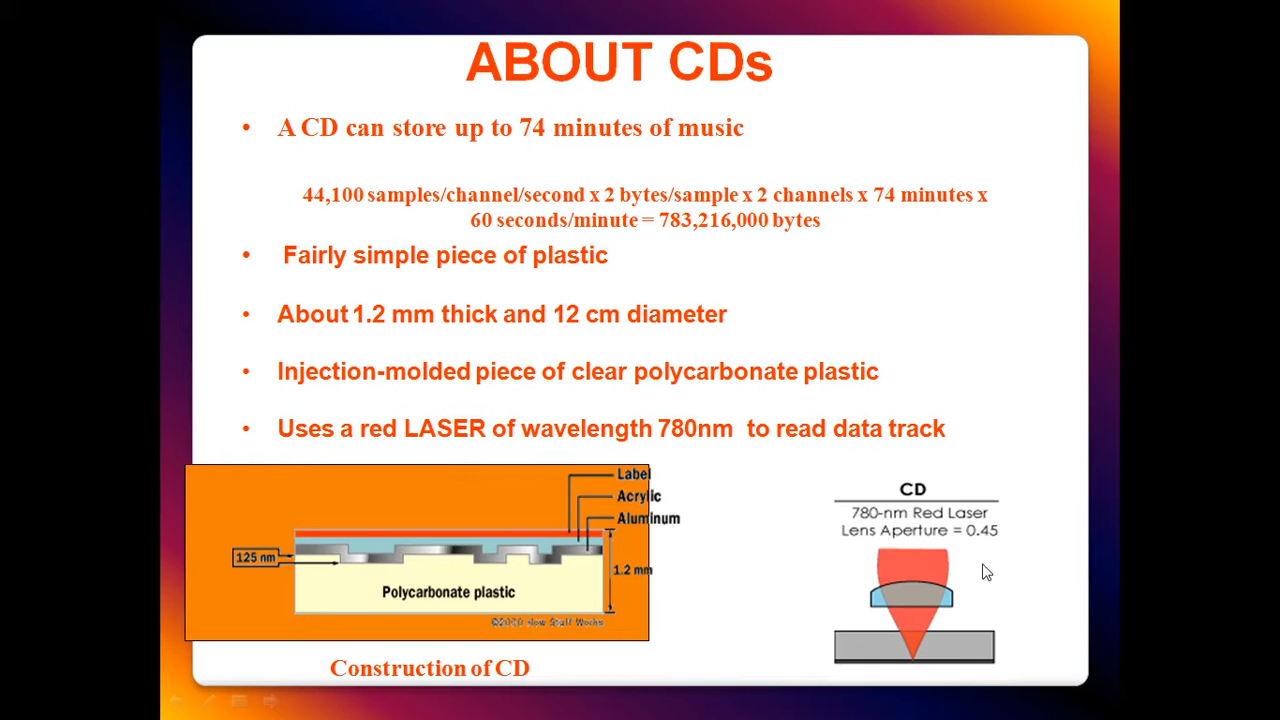 ABOUT CDs
• A CD can store up to 74 minutes of music
44,100 samples/channel/second x 2 bytes/sample x 2 channels x 74 minutes x
60 seconds/minute = 783,216,000 bytes
• Fairly simple piece of plastic
• About 1.2 mm thick and 12 cm diameter
• Injection-molded piece of clear polycarbonate plastic
• Uses a red LASER of wavelength 780nm to read data track
Label
Acrylic
Aluminum
125 nm
1.2 mm
Polycarbonate plastic
©2000 How Stuff Works
Construction of CD
CD
780-nm Red Laser
Lens Aperture = 0.45